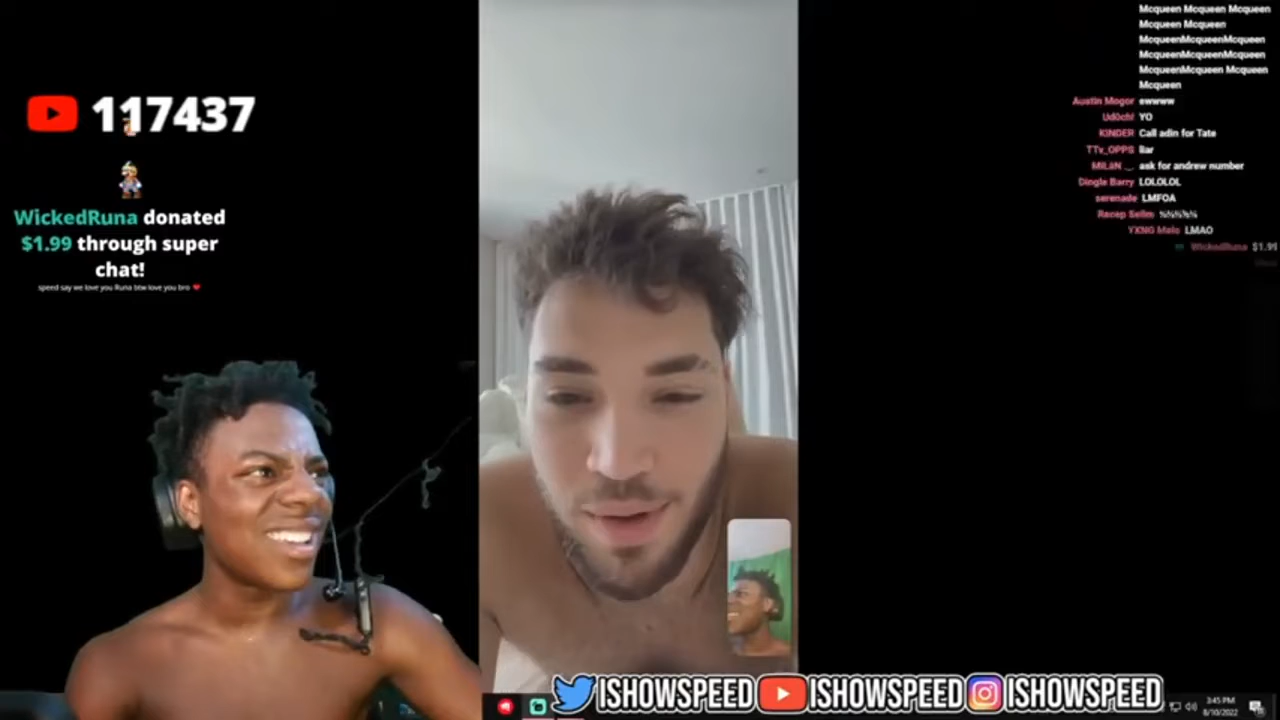 117437
WickedRuna donated
$1.99 through super
chat!
speed say we love you Runa btw love you bro ❤
Mcqueen Mcqueen Mcqueen
Mcqueen Mcqueen
McqueenMcqueenMcqueen
McqueenMcqueenMcqueen
McqueenMcqueen Mcqueen
Mcqueen
Austin Mogor ewwww
YO
KINDER Call adin for Tate
TTv_OPPS liar
ask for andrew number
Dingle Barry LOLOLOL
serenade LMFOA
Racep Selim
YXNG Malo LMAO
WickedRuna $1.99
ISHOWSPEED ISHOWSPEED ISHOWSPEED
3:45 PM
8/10/2022